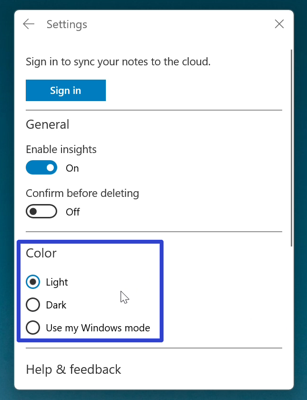 Settings
Sign in to sync your notes to the cloud.
Sign in
General
Enable insights
On
Confirm before deleting
Off
Color
Light
Dark
Use my Windows mode
Help & feedback